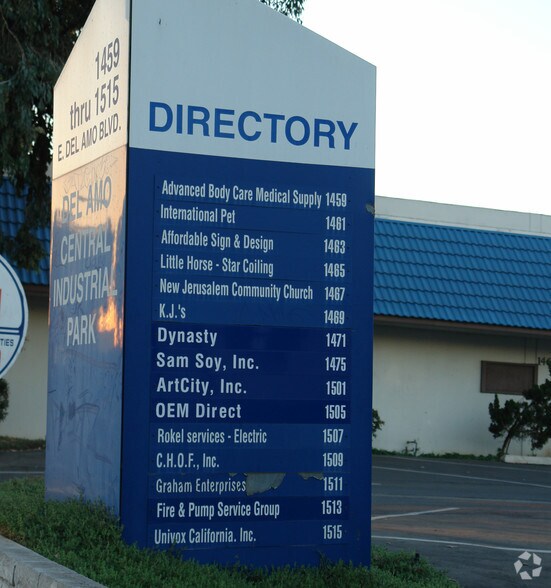 1459
thru 1515
E. DEL AMO BLVD.
DEL AMO
CENTRAL
INDUSTRIAL
PARK
DIRECTORY
Advanced Body Care Medical Supply 1459
International Pet 1461
Affordable Sign & Design 1463
Little Horse - Star Coiling 1465
New Jerusalem Community Church 1467
K.J.'s 1469
Dynasty 1471
Sam Soy, Inc. 1475
ArtCity, Inc. 1501
OEM Direct 1505
Rokel services - Electric 1507
C.H.O.F., Inc. 1509
Graham Enterprises 1511
Fire & Pump Service Group 1513
Univox California, Inc. 1515